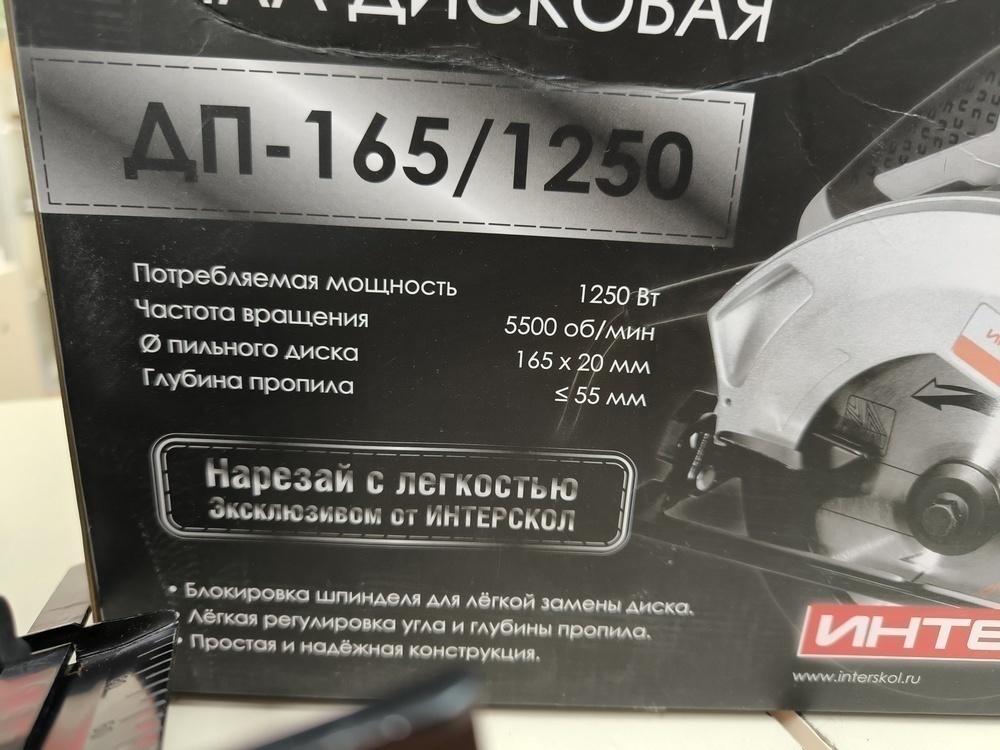 ДИСКОВАЯ
ДП-165/1250
Потребляемая мощность 1250 Вт
Частота вращения 5500 об/мин
Ø пильного диска 165 x 20 мм
Глубина пропила ≤ 55 мм
Нарезай с легкостью
Эксклюзивом от ИНТЕРСКОЛ
• Блокировка шпинделя для лёгкой замены диска.
• Лёгкая регулировка угла и глубины пропила.
• Простая и надёжная конструкция.
ИНТЕ
www.interskol.ru